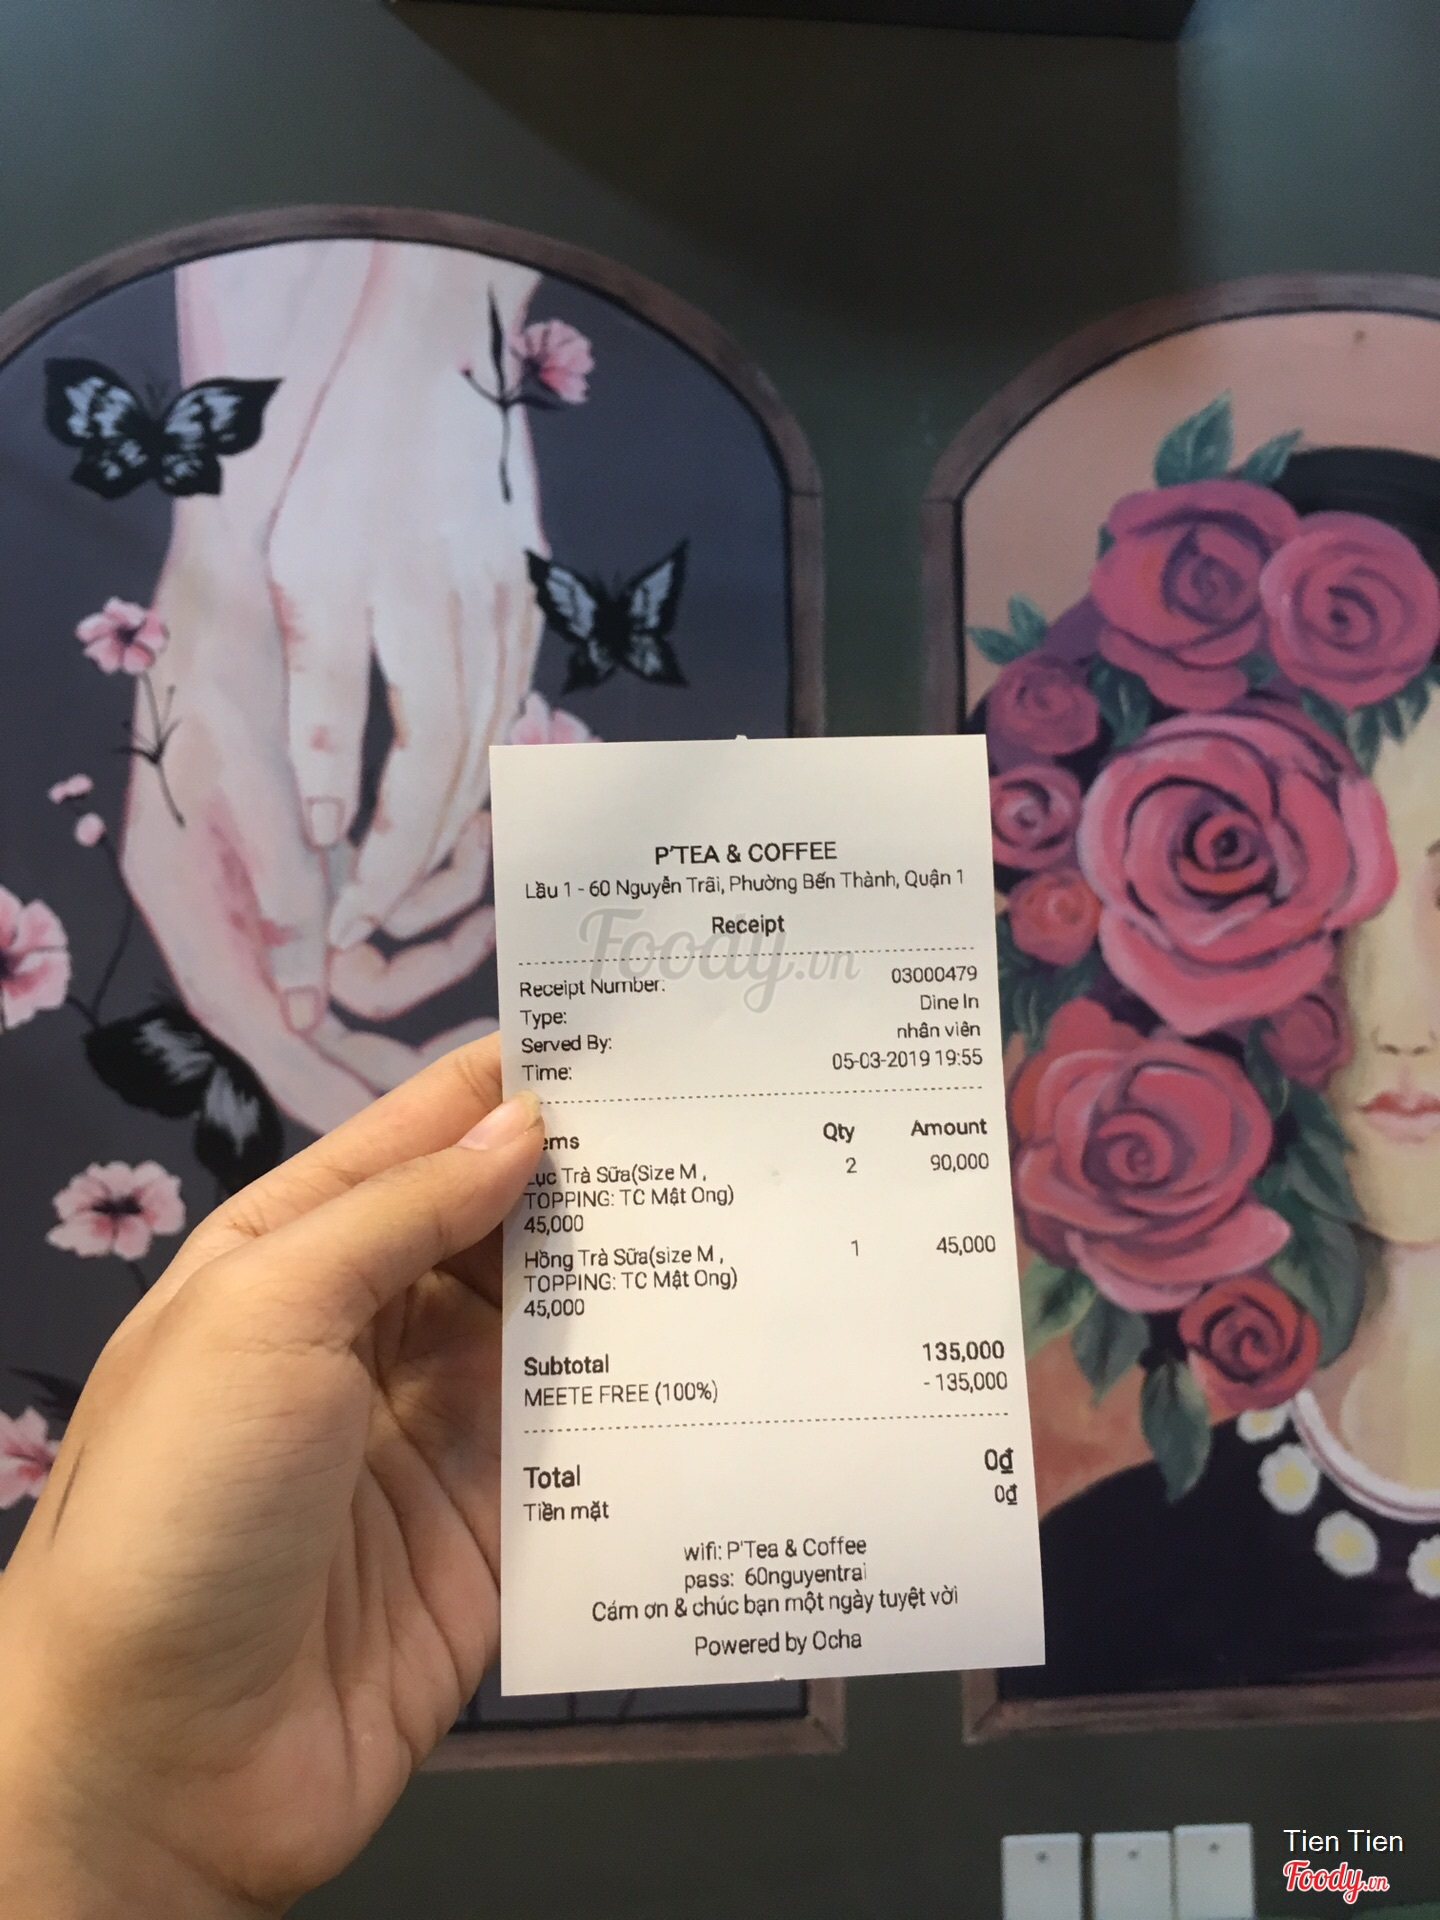 P'TEA & COFFEE
Lầu 1 - 60 Nguyễn Trãi, Phường Bến Thành, Quận 1
Receipt
Foody.vn
Receipt Number: 03000479
Type: Dine In
Served By: nhân viên
Time: 05-03-2019 19:55
ems Qty Amount
Lục Trà Sữa(Size M , 2 90,000
TOPPING: TC Mật Ong)
45,000
Hồng Trà Sữa(size M , 1 45,000
TOPPING: TC Mật Ong)
45,000
Subtotal 135,000
MEETE FREE (100%) - 135,000
Total 0₫
Tiền mặt 0₫
wifi: P'Tea & Coffee
pass: 60nguyentrai
Cám ơn & chúc bạn một ngày tuyệt vời
Powered by Ocha
Tien Tien
Foody.vn